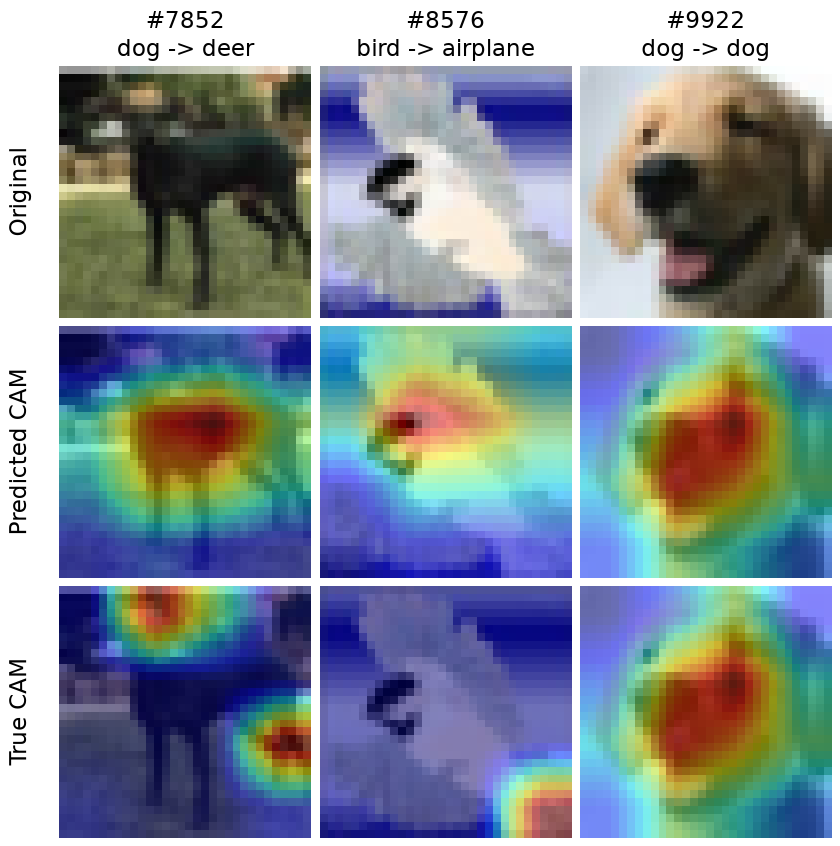 #7852
dog -> deer
#8576
bird -> airplane
#9922
dog -> dog
Original
Predicted CAM
True CAM